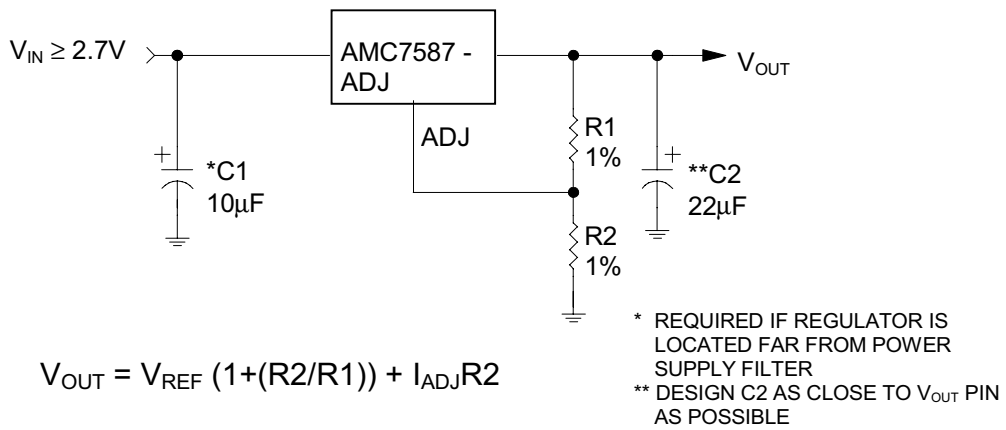 V_IN ≥ 2.7V
AMC7587 -
ADJ
V_OUT
ADJ
R1
1%
+
*C1
10μF
+
**C2
22μF
R2
1%
* REQUIRED IF REGULATOR IS
LOCATED FAR FROM POWER
SUPPLY FILTER
** DESIGN C2 AS CLOSE TO V_OUT PIN
AS POSSIBLE
V_OUT = V_REF (1+(R2/R1)) + I_ADJR2